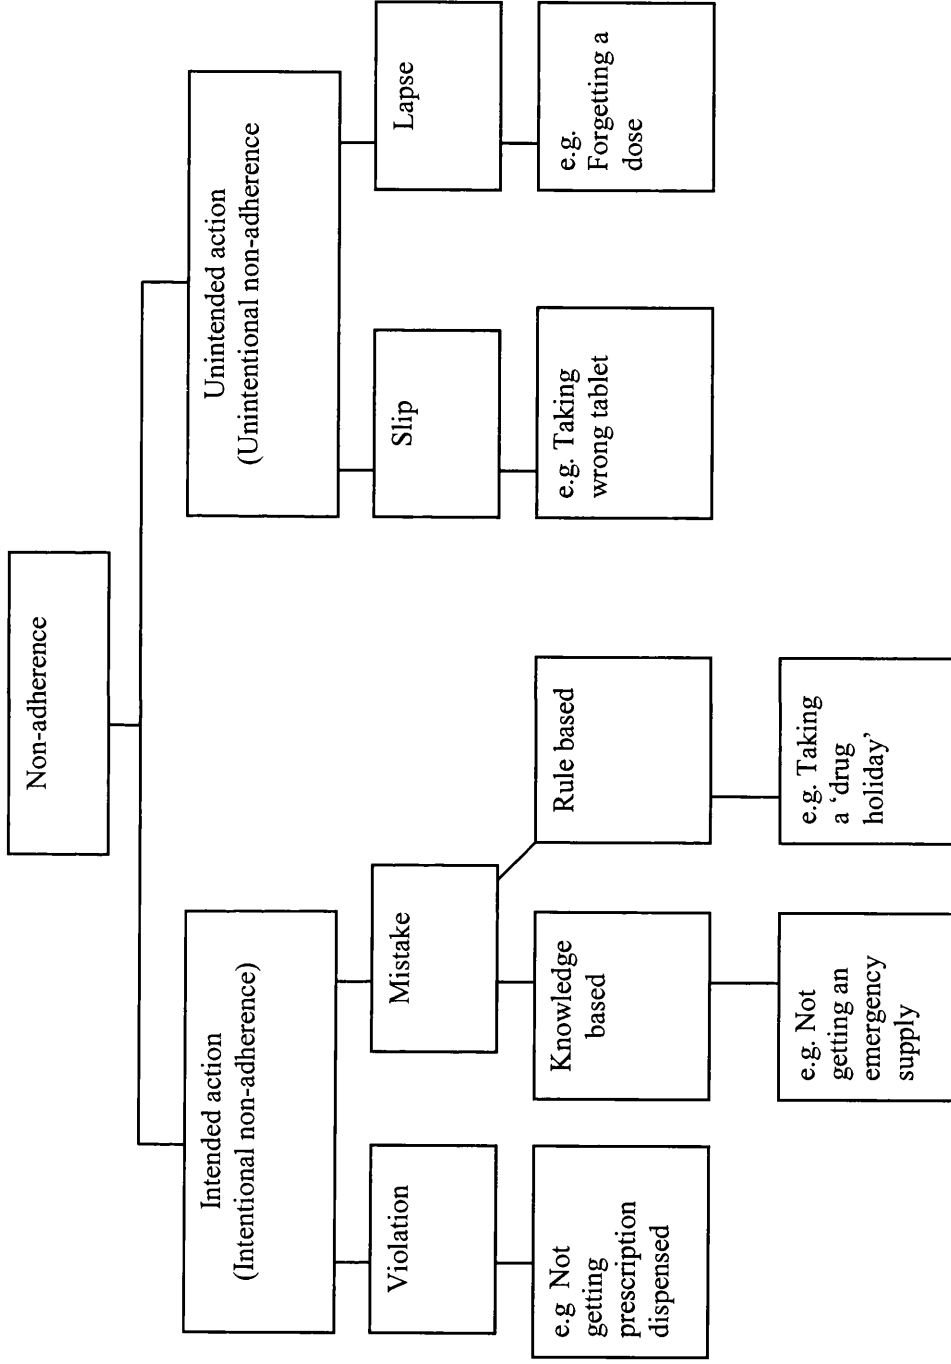 Non-adherence
Intended action
(Intentional non-adherence)
Unintended action
(Unintentional non-adherence
Violation
Mistake
Slip
Lapse
e.g Not
getting
prescription
dispensed
Knowledge
based
Rule based
e.g. Taking
wrong tablet
e.g.
Forgetting a
dose
e.g. Not
getting an
emergency
supply
e.g. Taking
a ‘drug
holiday’